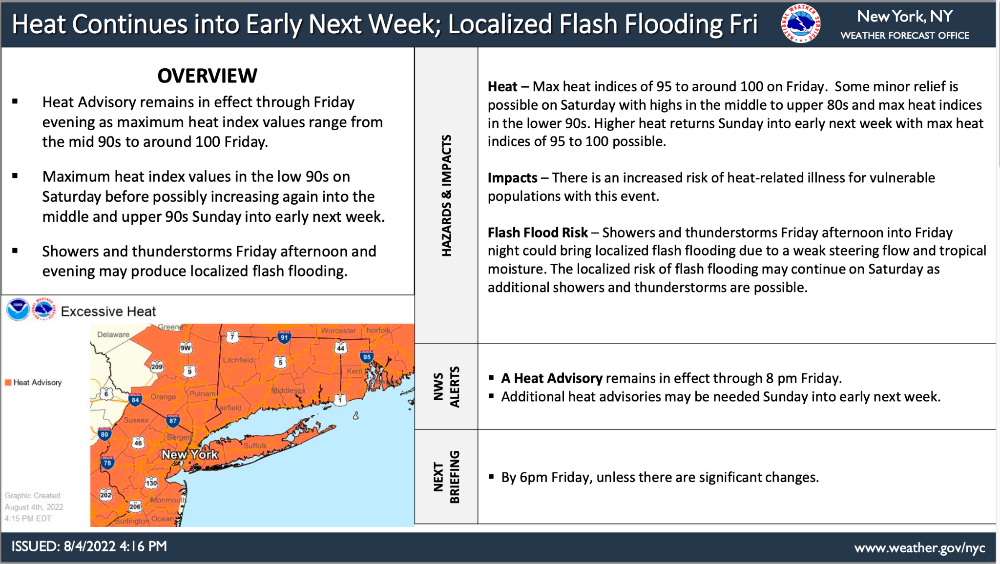 Heat Continues into Early Next Week; Localized Flash Flooding Fri
NATIONAL WEATHER SERVICE
New York, NY
WEATHER FORECAST OFFICE
OVERVIEW
▪ Heat Advisory remains in effect through Friday
evening as maximum heat index values range from
the mid 90s to around 100 Friday.
▪ Maximum heat index values in the low 90s on
Saturday before possibly increasing again into the
middle and upper 90s Sunday into early next week.
▪ Showers and thunderstorms Friday afternoon and
evening may produce localized flash flooding.
HAZARDS & IMPACTS
Heat – Max heat indices of 95 to around 100 on Friday.  Some minor relief is
possible on Saturday with highs in the middle to upper 80s and max heat indices
in the lower 90s. Higher heat returns Sunday into early next week with max heat
indices of 95 to 100 possible.
Impacts – There is an increased risk of heat-related illness for vulnerable
populations with this event.
Flash Flood Risk – Showers and thunderstorms Friday afternoon into Friday
night could bring localized flash flooding due to a weak steering flow and tropical
moisture. The localized risk of flash flooding may continue on Saturday as
additional showers and thunderstorms are possible.
NWS
ALERTS
▪ A Heat Advisory remains in effect through 8 pm Friday.
▪ Additional heat advisories may be needed Sunday into early next week.
NEXT
BRIEFING
▪ By 6pm Friday, unless there are significant changes.
NOAA
Excessive Heat
Heat Advisory
Greene
Delaware
7
91
Worcester
Norfolk
9W
44
95
209
9
Litchfield
5
Kent
6
84
Orange
Putnam
Middlesex
1
Fairfield
Sussex
87
80
46
Bergen
Suffolk
New York
78
130
202
Monmouth
206
Burlington
Ocean
Graphic Created
August 4th, 2022
4:15 PM EDT
ISSUED: 8/4/2022 4:16 PM
www.weather.gov/nyc